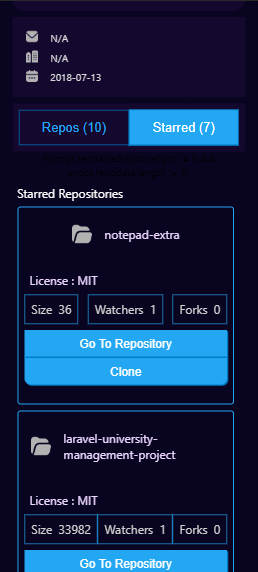 N/A
N/A
2018-07-13
Repos (10)
Starred (7)
Starred Repositories
notepad-extra
License : MIT
Size 36
Watchers 1
Forks 0
Go To Repository
Clone
laravel-university-
management-project
License : MIT
Size 33982
Watchers 1
Forks 0
Go To Repository